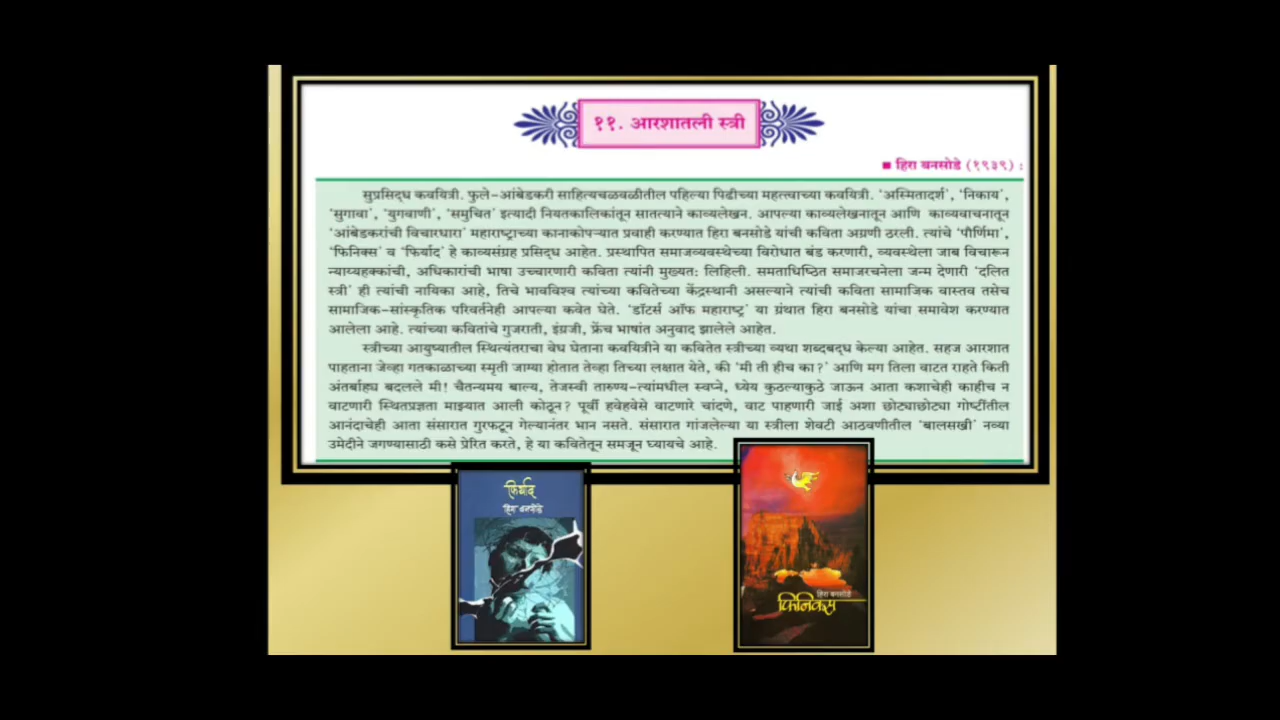 ११. आरशातली स्त्री
■ हिरा बनसोडे (१९३९) :
सुप्रसिद्ध कवयित्री. फुले-आंबेडकरी साहित्यचळवळीतील पहिल्या पिढीच्या महत्त्वाच्या कवयित्री. 'अस्मितादर्श', 'निकाय',
'सुगावा', 'युगवाणी', 'समुचित' इत्यादी नियतकालिकांतून सातत्याने काव्यलेखन. आपल्या काव्यलेखनातून आणि काव्यवाचनातून
'आंबेडकरांची विचारधारा' महाराष्ट्राच्या कानाकोपऱ्यात प्रवाही करण्यात हिरा बनसोडे यांची कविता अग्रणी ठरली. त्यांचे 'पौर्णिमा',
'फिनिक्स' व 'फिर्याद' हे काव्यसंग्रह प्रसिद्ध आहेत. प्रस्थापित समाजव्यवस्थेच्या विरोधात बंड करणारी, व्यवस्थेला जाब विचारून
न्याय्यहक्कांची, अधिकारांची भाषा उच्चारणारी कविता त्यांनी मुख्यत: लिहिली. समताधिष्ठित समाजरचनेला जन्म देणारी 'दलित
स्त्री' ही त्यांची नायिका आहे, तिचे भावविश्व त्यांच्या कवितेच्या केंद्रस्थानी असल्याने त्यांची कविता सामाजिक वास्तव तसेच
सामाजिक-सांस्कृतिक परिवर्तनेही आपल्या कवेत घेते. 'डॉटर्स ऑफ महाराष्ट्र' या ग्रंथात हिरा बनसोडे यांचा समावेश करण्यात
आलेला आहे. त्यांच्या कवितांचे गुजराती, इंग्रजी, फ्रेंच भाषांत अनुवाद झालेले आहेत.
स्त्रीच्या आयुष्यातील स्थित्यंतराचा वेध घेताना कवयित्रीने या कवितेत स्त्रीच्या व्यथा शब्दबद्ध केल्या आहेत. सहज आरशात
पाहताना जेव्हा गतकाळाच्या स्मृती जाग्या होतात तेव्हा तिच्या लक्षात येते, की 'मी ती हीच का?' आणि मग तिला वाटत राहते किती
अंतर्बाह्य बदलले मी! चैतन्यमय बाल्य, तेजस्वी तारुण्य-त्यांमधील स्वप्ने, ध्येय कुठल्याकुठे जाऊन आता कशाचेही काहीच न
वाटणारी स्थितप्रज्ञता माझ्यात आली कोठून? पूर्वी हवेहवेसे वाटणारे चांदणे, वाट पाहणारी जाई अशा छोट्याछोट्या गोष्टींतील
आनंदाचेही आता संसारात गुरफटून गेल्यानंतर भान नसते. संसारात गांजलेल्या या स्त्रीला शेवटी आठवणीतील 'बालसखी' नव्या
उमेदीने जगण्यासाठी कसे प्रेरित करते, हे या कवितेतून समजून घ्यायचे आहे.
फिर्याद
हिरा बनसोडे
हिरा बनसोडे
फिनिक्स